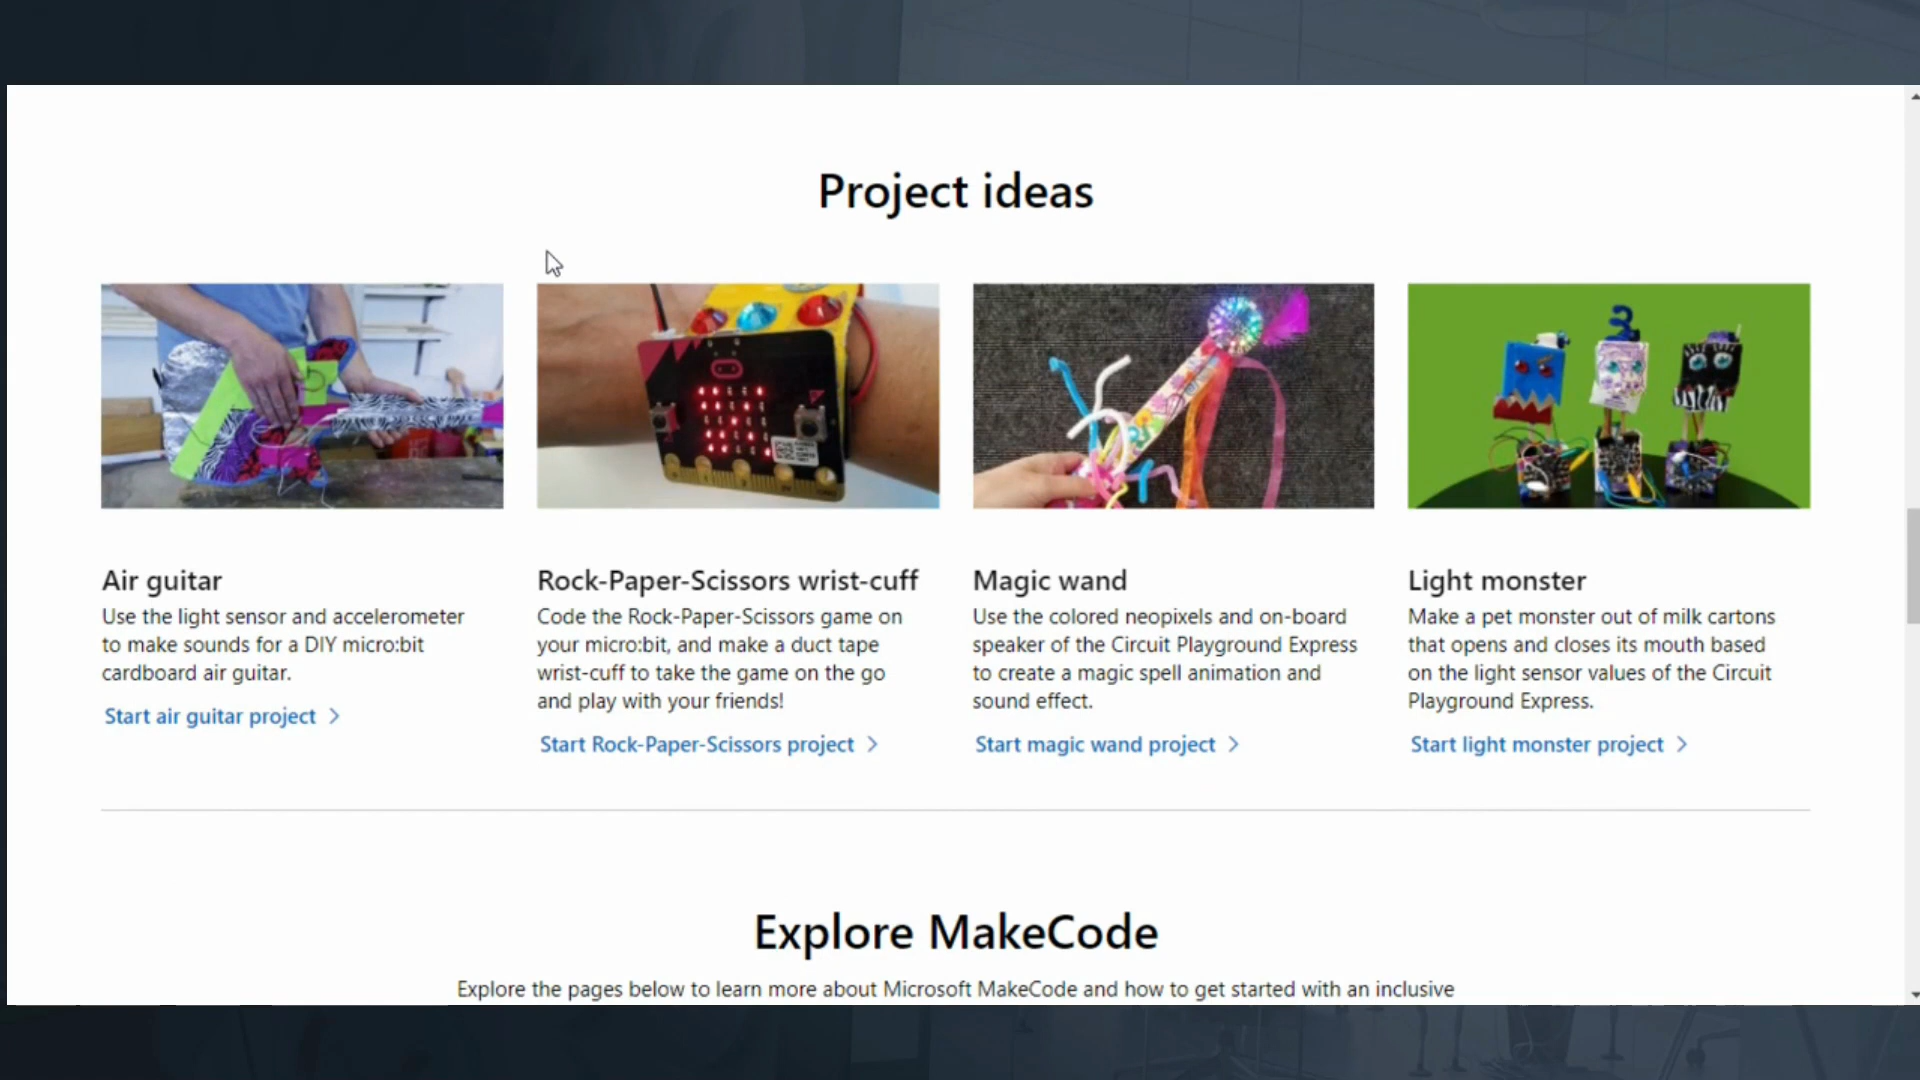 Project ideas
Air guitar
Use the light sensor and accelerometer
to make sounds for a DIY micro:bit
cardboard air guitar.
Start air guitar project
Rock-Paper-Scissors wrist-cuff
Code the Rock-Paper-Scissors game on
your micro:bit, and make a duct tape
wrist-cuff to take the game on the go
and play with your friends!
Start Rock-Paper-Scissors project
Magic wand
Use the colored neopixels and on-board
speaker of the Circuit Playground Express
to create a magic spell animation and
sound effect.
Start magic wand project
Light monster
Make a pet monster out of milk cartons
that opens and closes its mouth based
on the light sensor values of the Circuit
Playground Express.
Start light monster project
Explore MakeCode
Explore the pages below to learn more about Microsoft MakeCode and how to get started with an inclusive